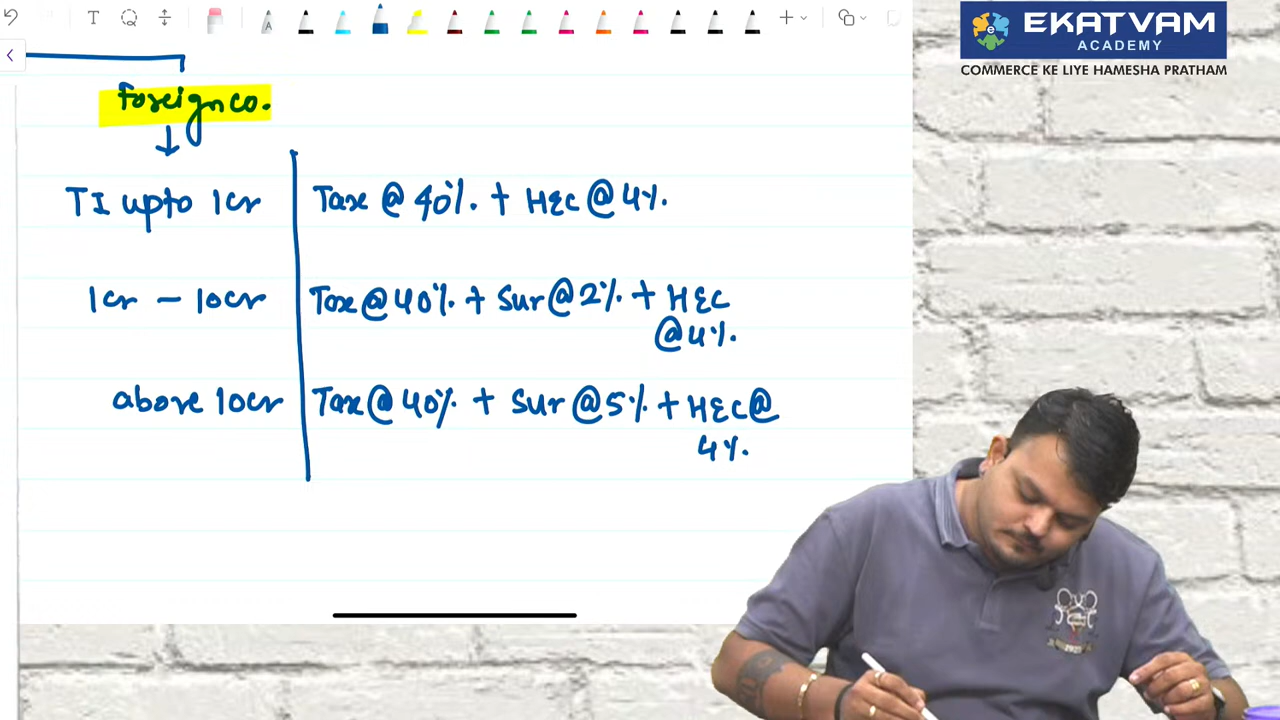 EKATVAM
ACADEMY
COMMERCE KE LIYE HAMESHA PRATHAM
Foreign co.
TI upto 1cr
Tax @ 40% + HEC @ 4%.
1cr - 10cr
Tax @ 40% + Sur @ 2% + HEC
@ 4%.
above 10cr
Tax @ 40% + Sur @ 5% + HEC @
4%.